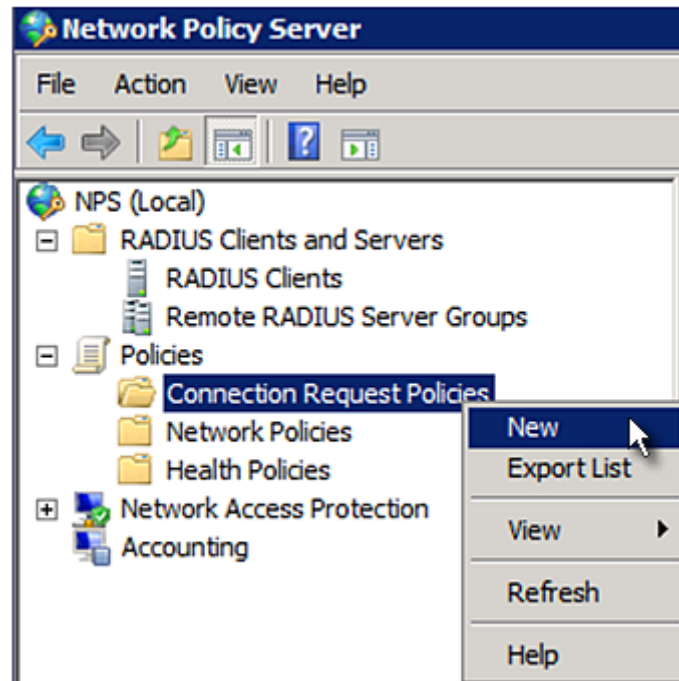 Network Policy Server
File Action View Help
NPS (Local)
RADIUS Clients and Servers
RADIUS Clients
Remote RADIUS Server Groups
Policies
Connection Request Policies
Network Policies
Health Policies
Network Access Protection
Accounting
New
Export List
View
Refresh
Help